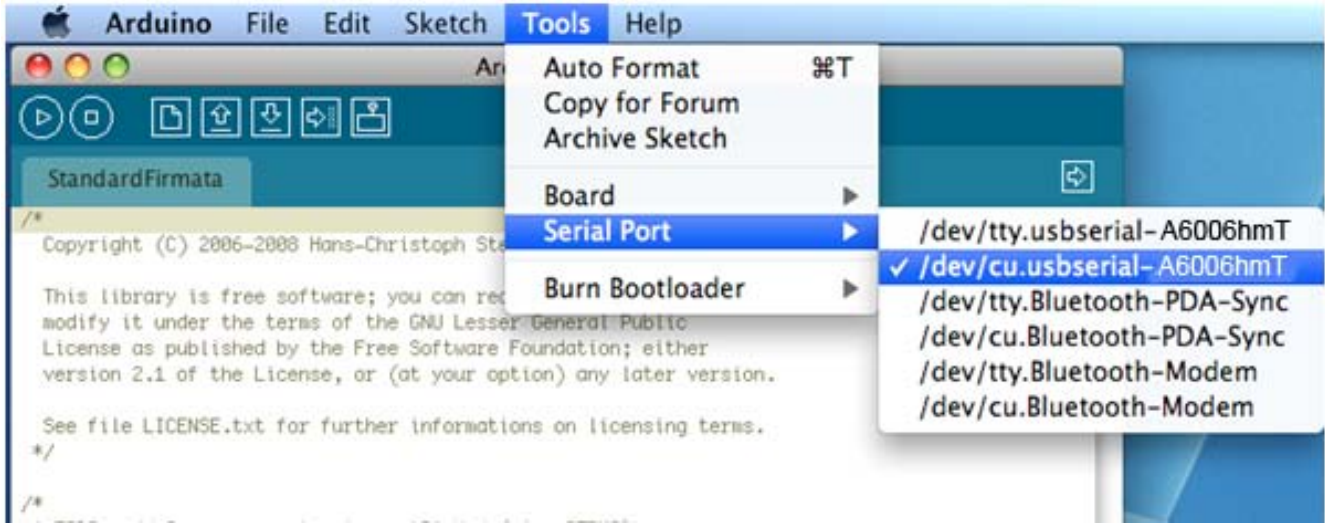 Arduino File Edit Sketch Tools Help
Ar
Auto Format ⌘T
Copy for Forum
Archive Sketch
Board
Serial Port
Burn Bootloader
/dev/tty.usbserial-A6006hmT
✓ /dev/cu.usbserial-A6006hmT
/dev/tty.Bluetooth-PDA-Sync
/dev/cu.Bluetooth-PDA-Sync
/dev/tty.Bluetooth-Modem
/dev/cu.Bluetooth-Modem
StandardFirmata
/*
Copyright (C) 2006-2008 Hans-Christoph Ste
This library is free software; you can red
modify it under the terms of the GNU Lesser General Public
License as published by the Free Software Foundation; either
version 2.1 of the License, or (at your option) any later version.
See file LICENSE.txt for further informations on licensing terms.
*/
/*